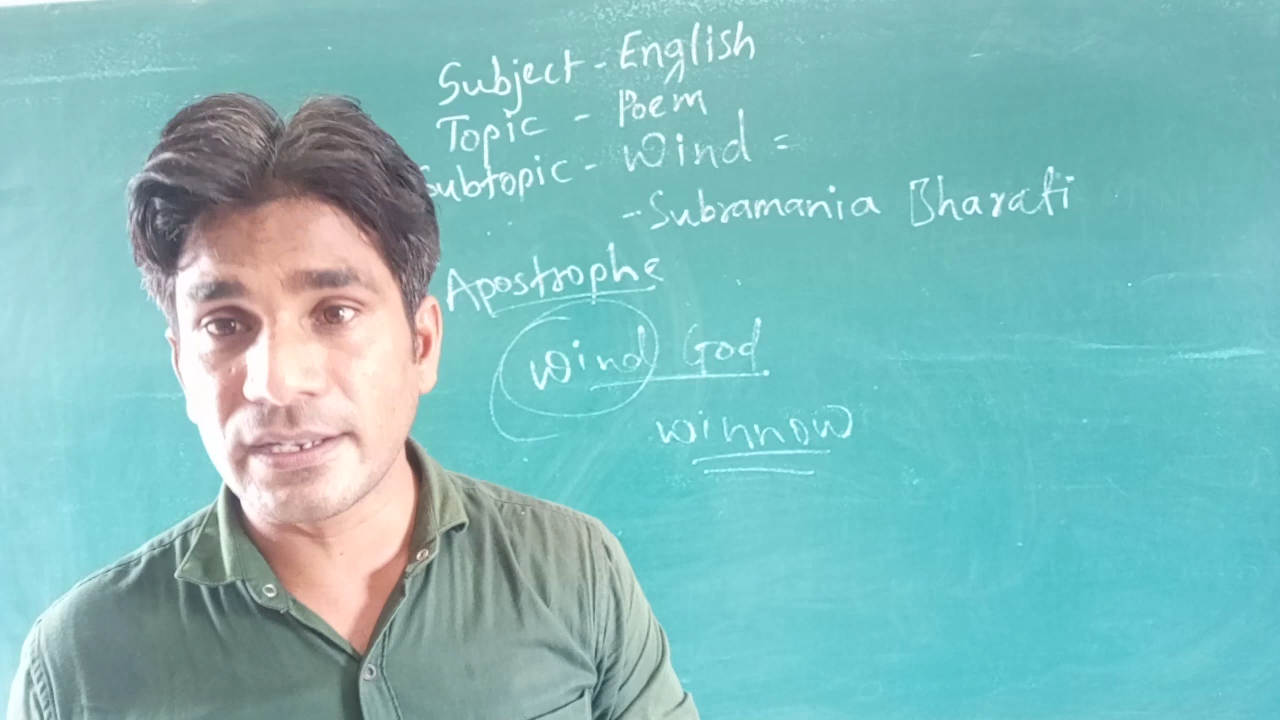 Subject - English
Topic - Poem
Subtopic - Wind =
- Subramania Bharati
Apostrophe
Wind God
Winnow